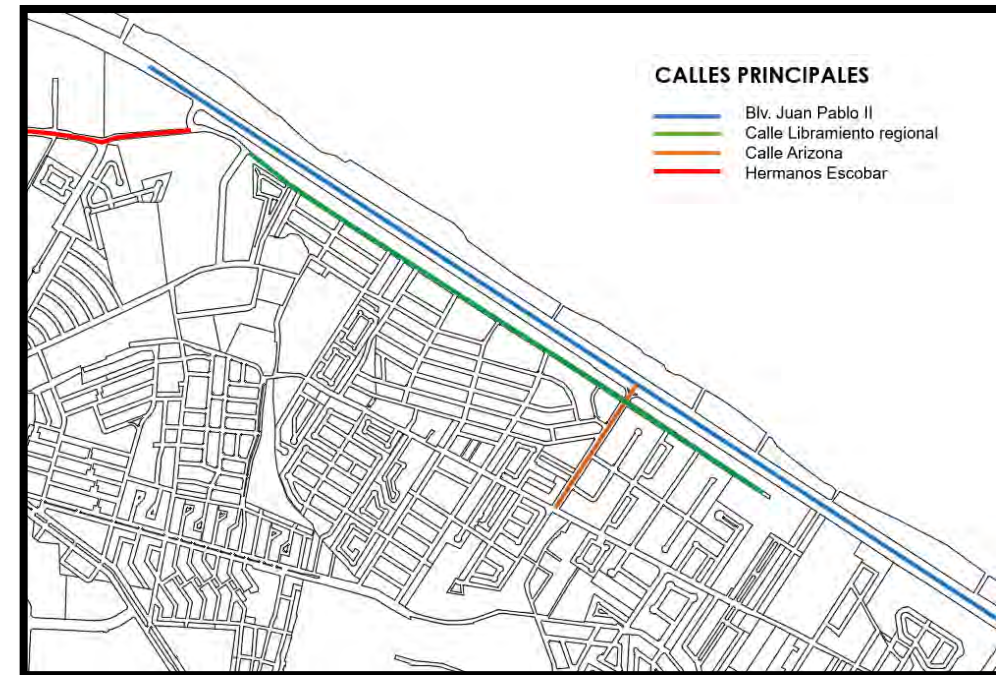 CALLES PRINCIPALES
Blv. Juan Pablo II
Calle Libramiento regional
Calle Arizona
Hermanos Escobar